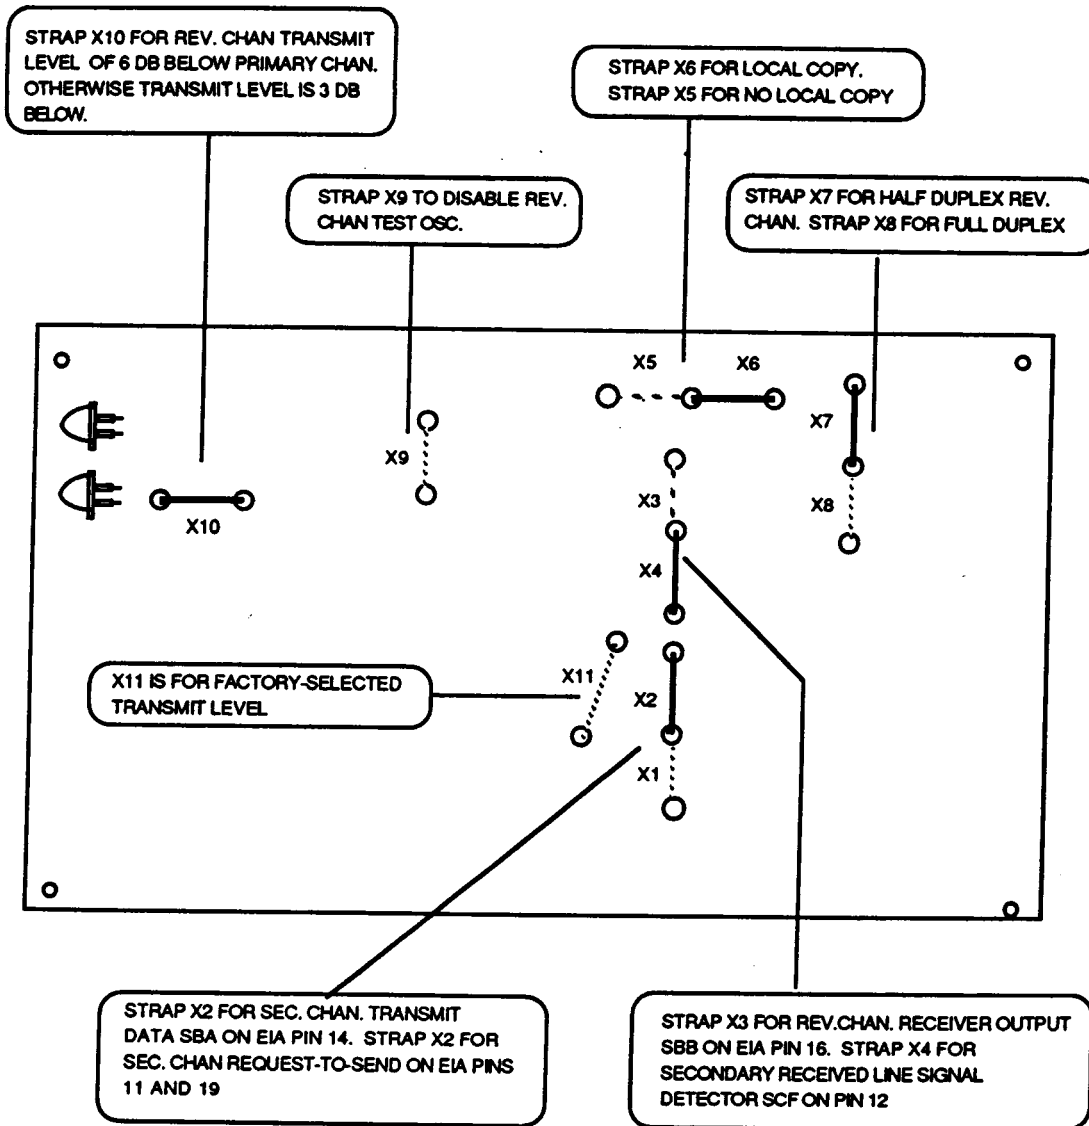 STRAP X10 FOR REV. CHAN TRANSMIT
LEVEL OF 6 DB BELOW PRIMARY CHAN.
OTHERWISE TRANSMIT LEVEL IS 3 DB
BELOW.
STRAP X6 FOR LOCAL COPY.
STRAP X5 FOR NO LOCAL COPY
STRAP X9 TO DISABLE REV.
CHAN TEST OSC.
STRAP X7 FOR HALF DUPLEX REV.
CHAN. STRAP X8 FOR FULL DUPLEX
X5
X6
X7
X9
X3
X8
X10
X4
X11 IS FOR FACTORY-SELECTED
TRANSMIT LEVEL
X11
X2
X1
STRAP X2 FOR SEC. CHAN. TRANSMIT
DATA SBA ON EIA PIN 14. STRAP X2 FOR
SEC. CHAN REQUEST-TO-SEND ON EIA PINS
11 AND 19
STRAP X3 FOR REV.CHAN. RECEIVER OUTPUT
SBB ON EIA PIN 16. STRAP X4 FOR
SECONDARY RECEIVED LINE SIGNAL
DETECTOR SCF ON PIN 12